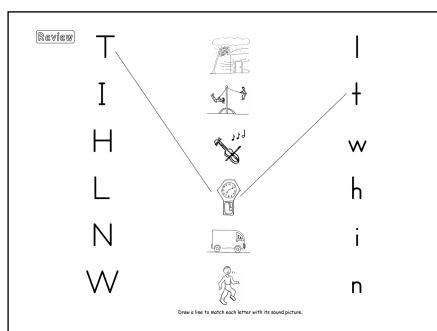 Review
T l
I t
H w
L h
N i
W n
Draw a line to match each letter with its sound picture.